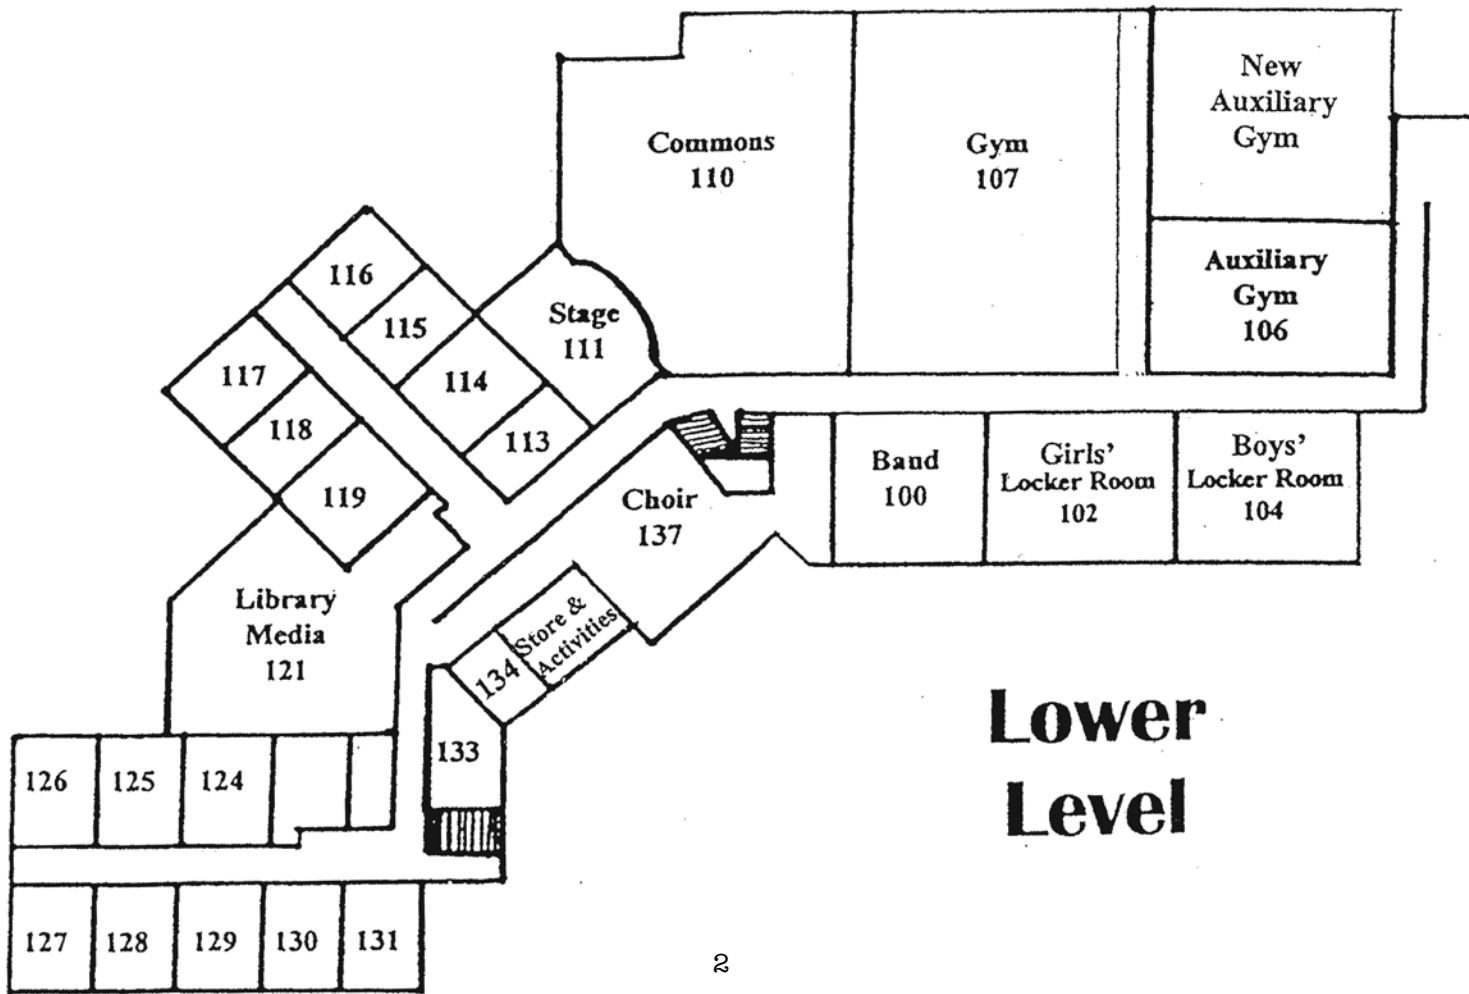 New
Auxiliary
Gym
Commons
110
Gym
107
Auxiliary
Gym
106
116
115
Stage
111
114
113
117
118
119
Choir
137
Band
100
Girls'
Locker Room
102
Boys'
Locker Room
104
Library
Media
121
Store &
Activities
134
133
126
125
124
127
128
129
130
131
Lower
Level
2